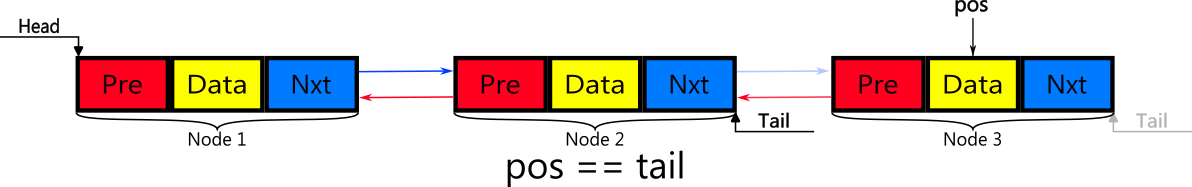 pos
Head
Pre Data Nxt
Pre Data Nxt
Pre Data Nxt
Tail
Tail
Node 1
Node 2
Node 3
pos == tail